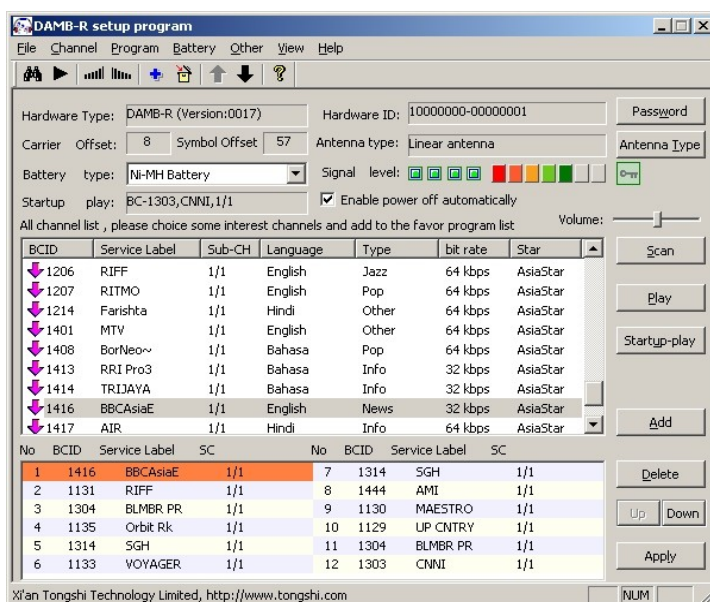 DAMB-R setup program
File Channel Program Battery Other View Help
Hardware Type: DAMB-R (Version:0017) Hardware ID: 10000000-00000001 Password
Carrier Offset: 8 Symbol Offset 57 Antenna type: Linear antenna Antenna Type
Battery type: Ni-MH Battery Signal level:
Startup play: BC-1303,CNNI,1/1 Enable power off automatically
All channel list , please choice some interest channels and add to the favor program list Volume:
BCID Service Label Sub-CH Language Type bit rate Star Scan
1206 RIFF 1/1 English Jazz 64 kbps AsiaStar
1207 RITMO 1/1 English Pop 64 kbps AsiaStar Play
1214 Farishta 1/1 Hindi Other 64 kbps AsiaStar
1401 MTV 1/1 English Other 64 kbps AsiaStar Startup-play
1408 BorNeo~ 1/1 Bahasa Pop 64 kbps AsiaStar
1413 RRI Pro3 1/1 Bahasa Info 32 kbps AsiaStar
1414 TRIJAYA 1/1 Bahasa Info 32 kbps AsiaStar
1416 BBCAsiaE 1/1 English News 32 kbps AsiaStar Add
1417 AIR 1/1 Hindi Info 64 kbps AsiaStar
No BCID Service Label SC No BCID Service Label SC
1 1416 BBCAsiaE 1/1 7 1314 SGH 1/1 Delete
2 1131 RIFF 1/1 8 1444 AMI 1/1
3 1304 BLMBR PR 1/1 9 1130 MAESTRO 1/1 Up Down
4 1135 Orbit Rk 1/1 10 1129 UP CNTRY 1/1
5 1314 SGH 1/1 11 1304 BLMBR PR 1/1 Apply
6 1133 VOYAGER 1/1 12 1303 CNNI 1/1
Xi'an Tongshi Technology Limited, http://www.tongshi.com NUM